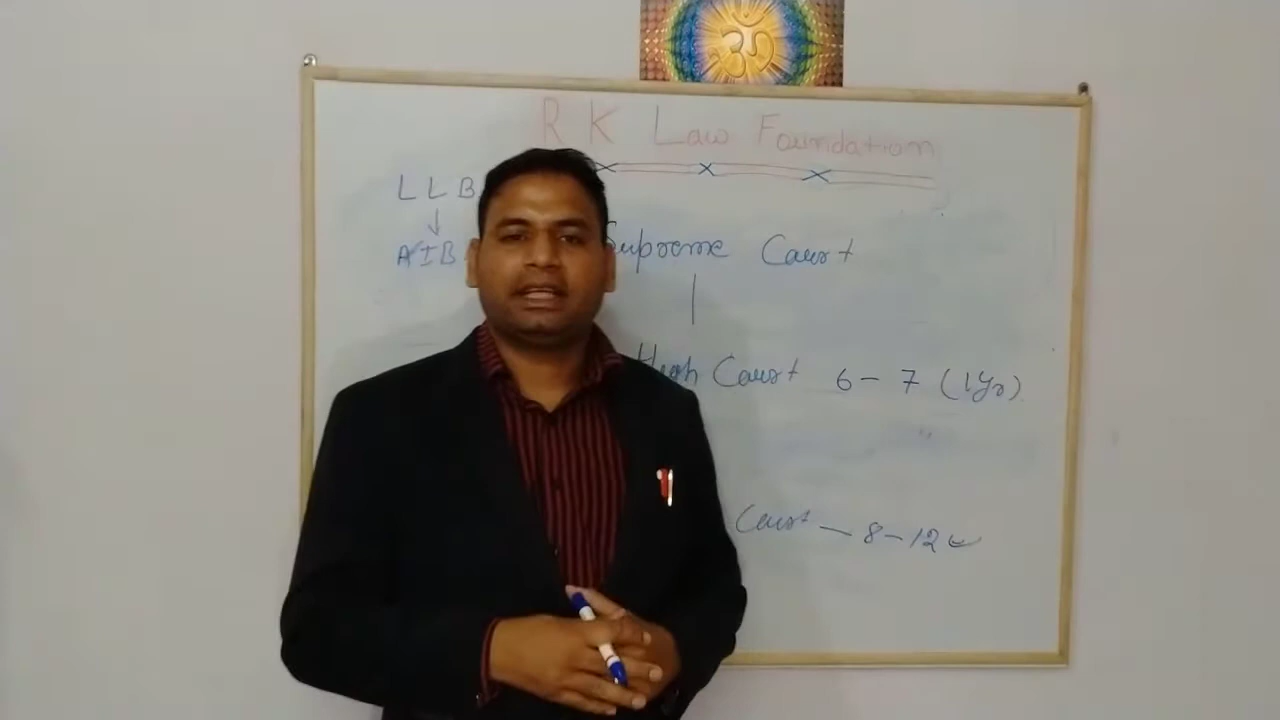 ॐ
R K Law Foundation
LLB
AIB
Supreme Court
High Court 6 - 7 (1yr)
Court - 8-12